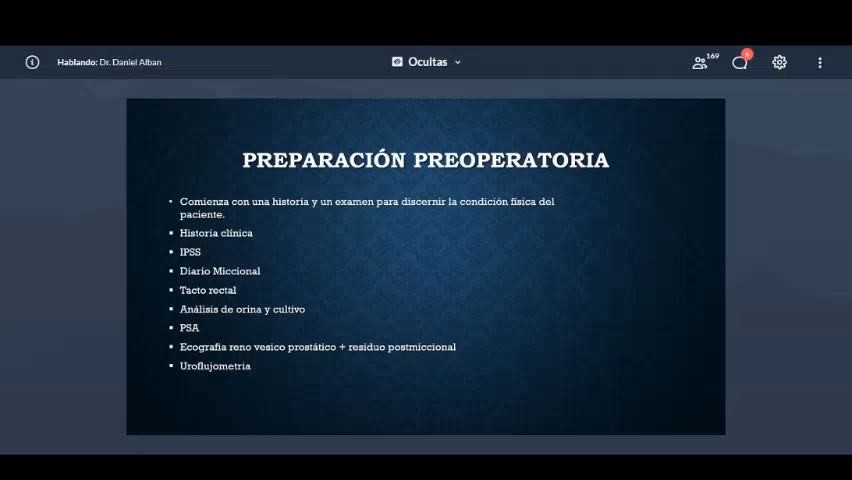 Hablando: Dr. Daniel Alban
Ocultas
169
6
PREPARACIÓN PREOPERATORIA
• Comienza con una historia y un examen para discernir la condición física del
paciente.
▪ Historia clínica
▪ IPSS
▪ Diario Miccional
▪ Tacto rectal
▪ Análisis de orina y cultivo
▪ PSA
▪ Ecografia reno vesico prostático + residuo postmiccional
▪ Uroflujometria